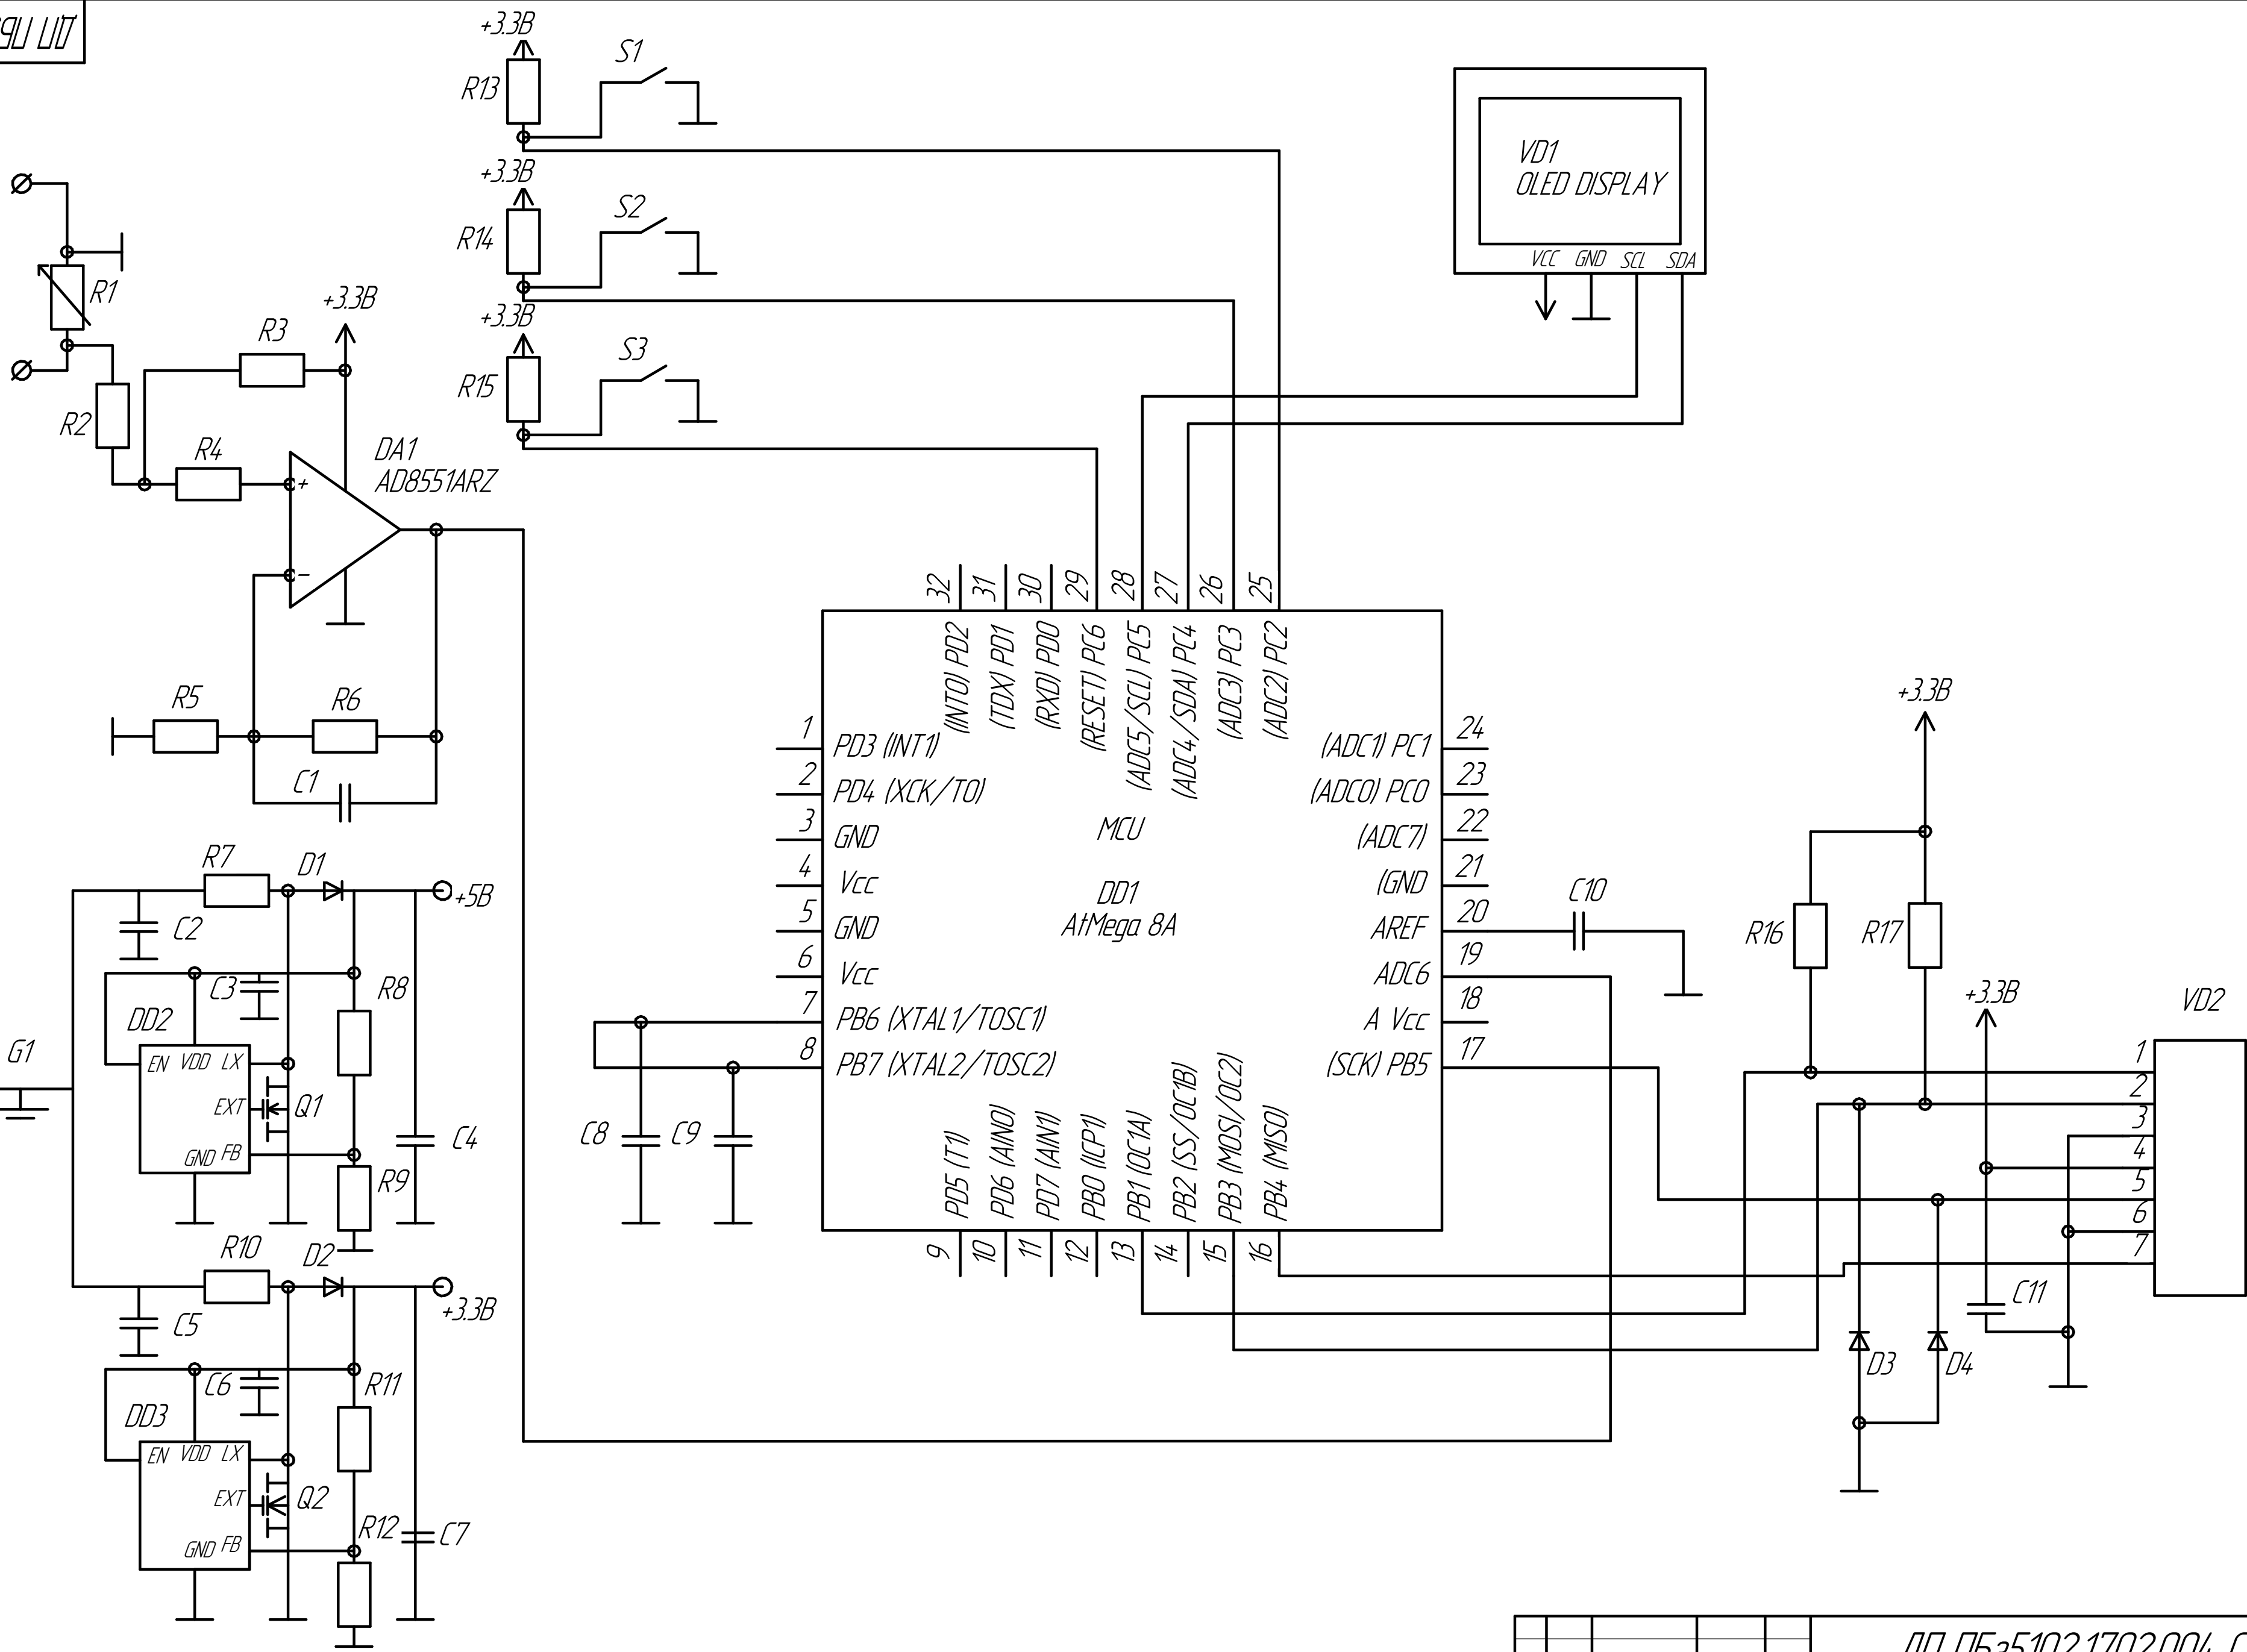 +3.3В
S1
R13
+3.3В
S2
R14
+3.3В
S3
R15
VD1
OLED DISPLAY
VCC GND SCL SDA
R1
R3
+3.3В
R2
R4
DA1
AD8551ARZ
+
−
R5
R6
C1
32
31
30
29
28
27
26
25
(INT0) PD2
(TDX) PD1
(RXD) PD0
(RESET) PC6
(ADC5/SCL) PC5
(ADC4/SDA) PC4
(ADC3) PC3
(ADC2) PC2
1
PD3 (INT1)
2
PD4 (XCK/T0)
3
GND
4
Vcc
5
GND
6
Vcc
7
PB6 (XTAL1/TOSC1)
8
PB7 (XTAL2/TOSC2)
MCU
DD1
AtMega 8A
24
(ADC1) PC1
23
(ADC0) PC0
22
(ADC7)
21
(GND
20
AREF
19
ADC6
18
A Vcc
17
(SCK) PB5
PD5 (T1)
PD6 (AIN0)
PD7 (AIN1)
PB0 (ICP1)
PB1 (OC1A)
PB2 (SS/OC1B)
PB3 (MOSI/OC2)
PB4 (MISO)
9
10
11
12
13
14
15
16
R7
D1
+5В
C2
C3
R8
DD2
EN VDD LX
EXT
GND FB
Q1
G1
C4
R9
R10
D2
+3.3В
C5
C6
R11
DD3
EN VDD LX
EXT
GND FB
Q2
R12
C7
C8
C9
C10
+3.3В
R16
R17
+3.3В
VD2
1
2
3
4
5
6
7
C11
D3
D4